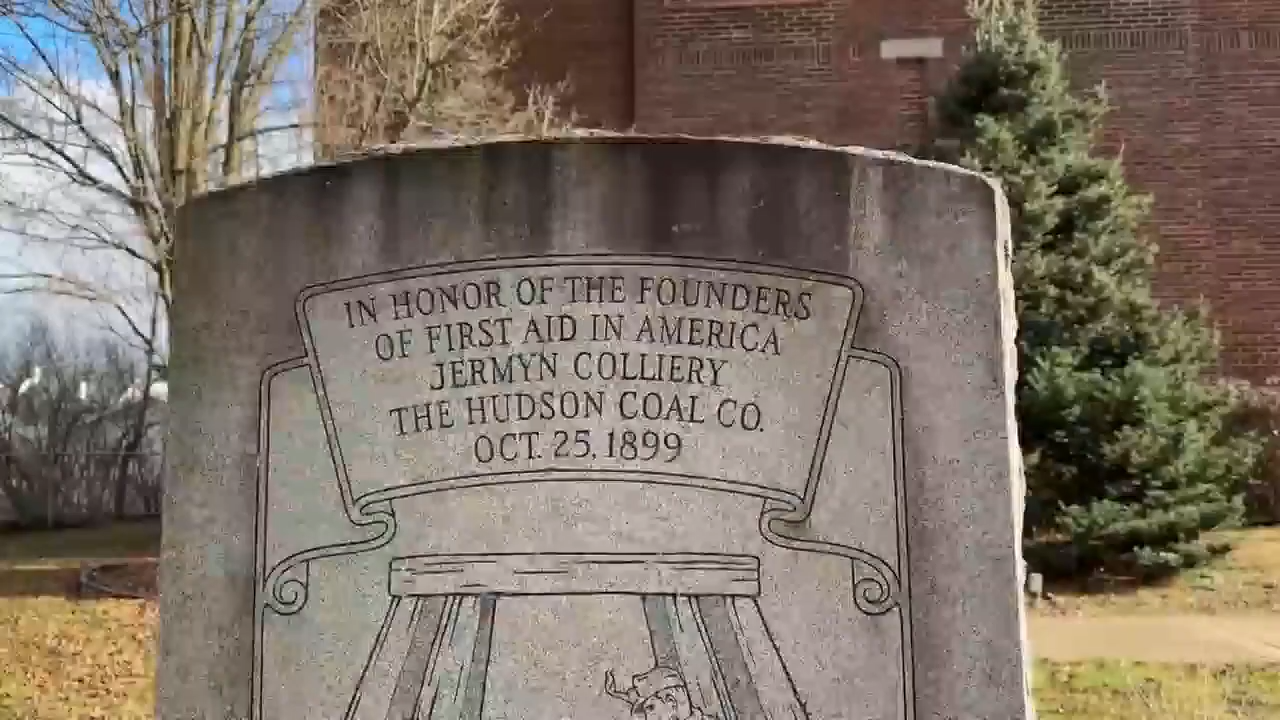 IN HONOR OF THE FOUNDERS
OF FIRST AID IN AMERICA
JERMYN COLLIERY
THE HUDSON COAL CO.
OCT. 25, 1899